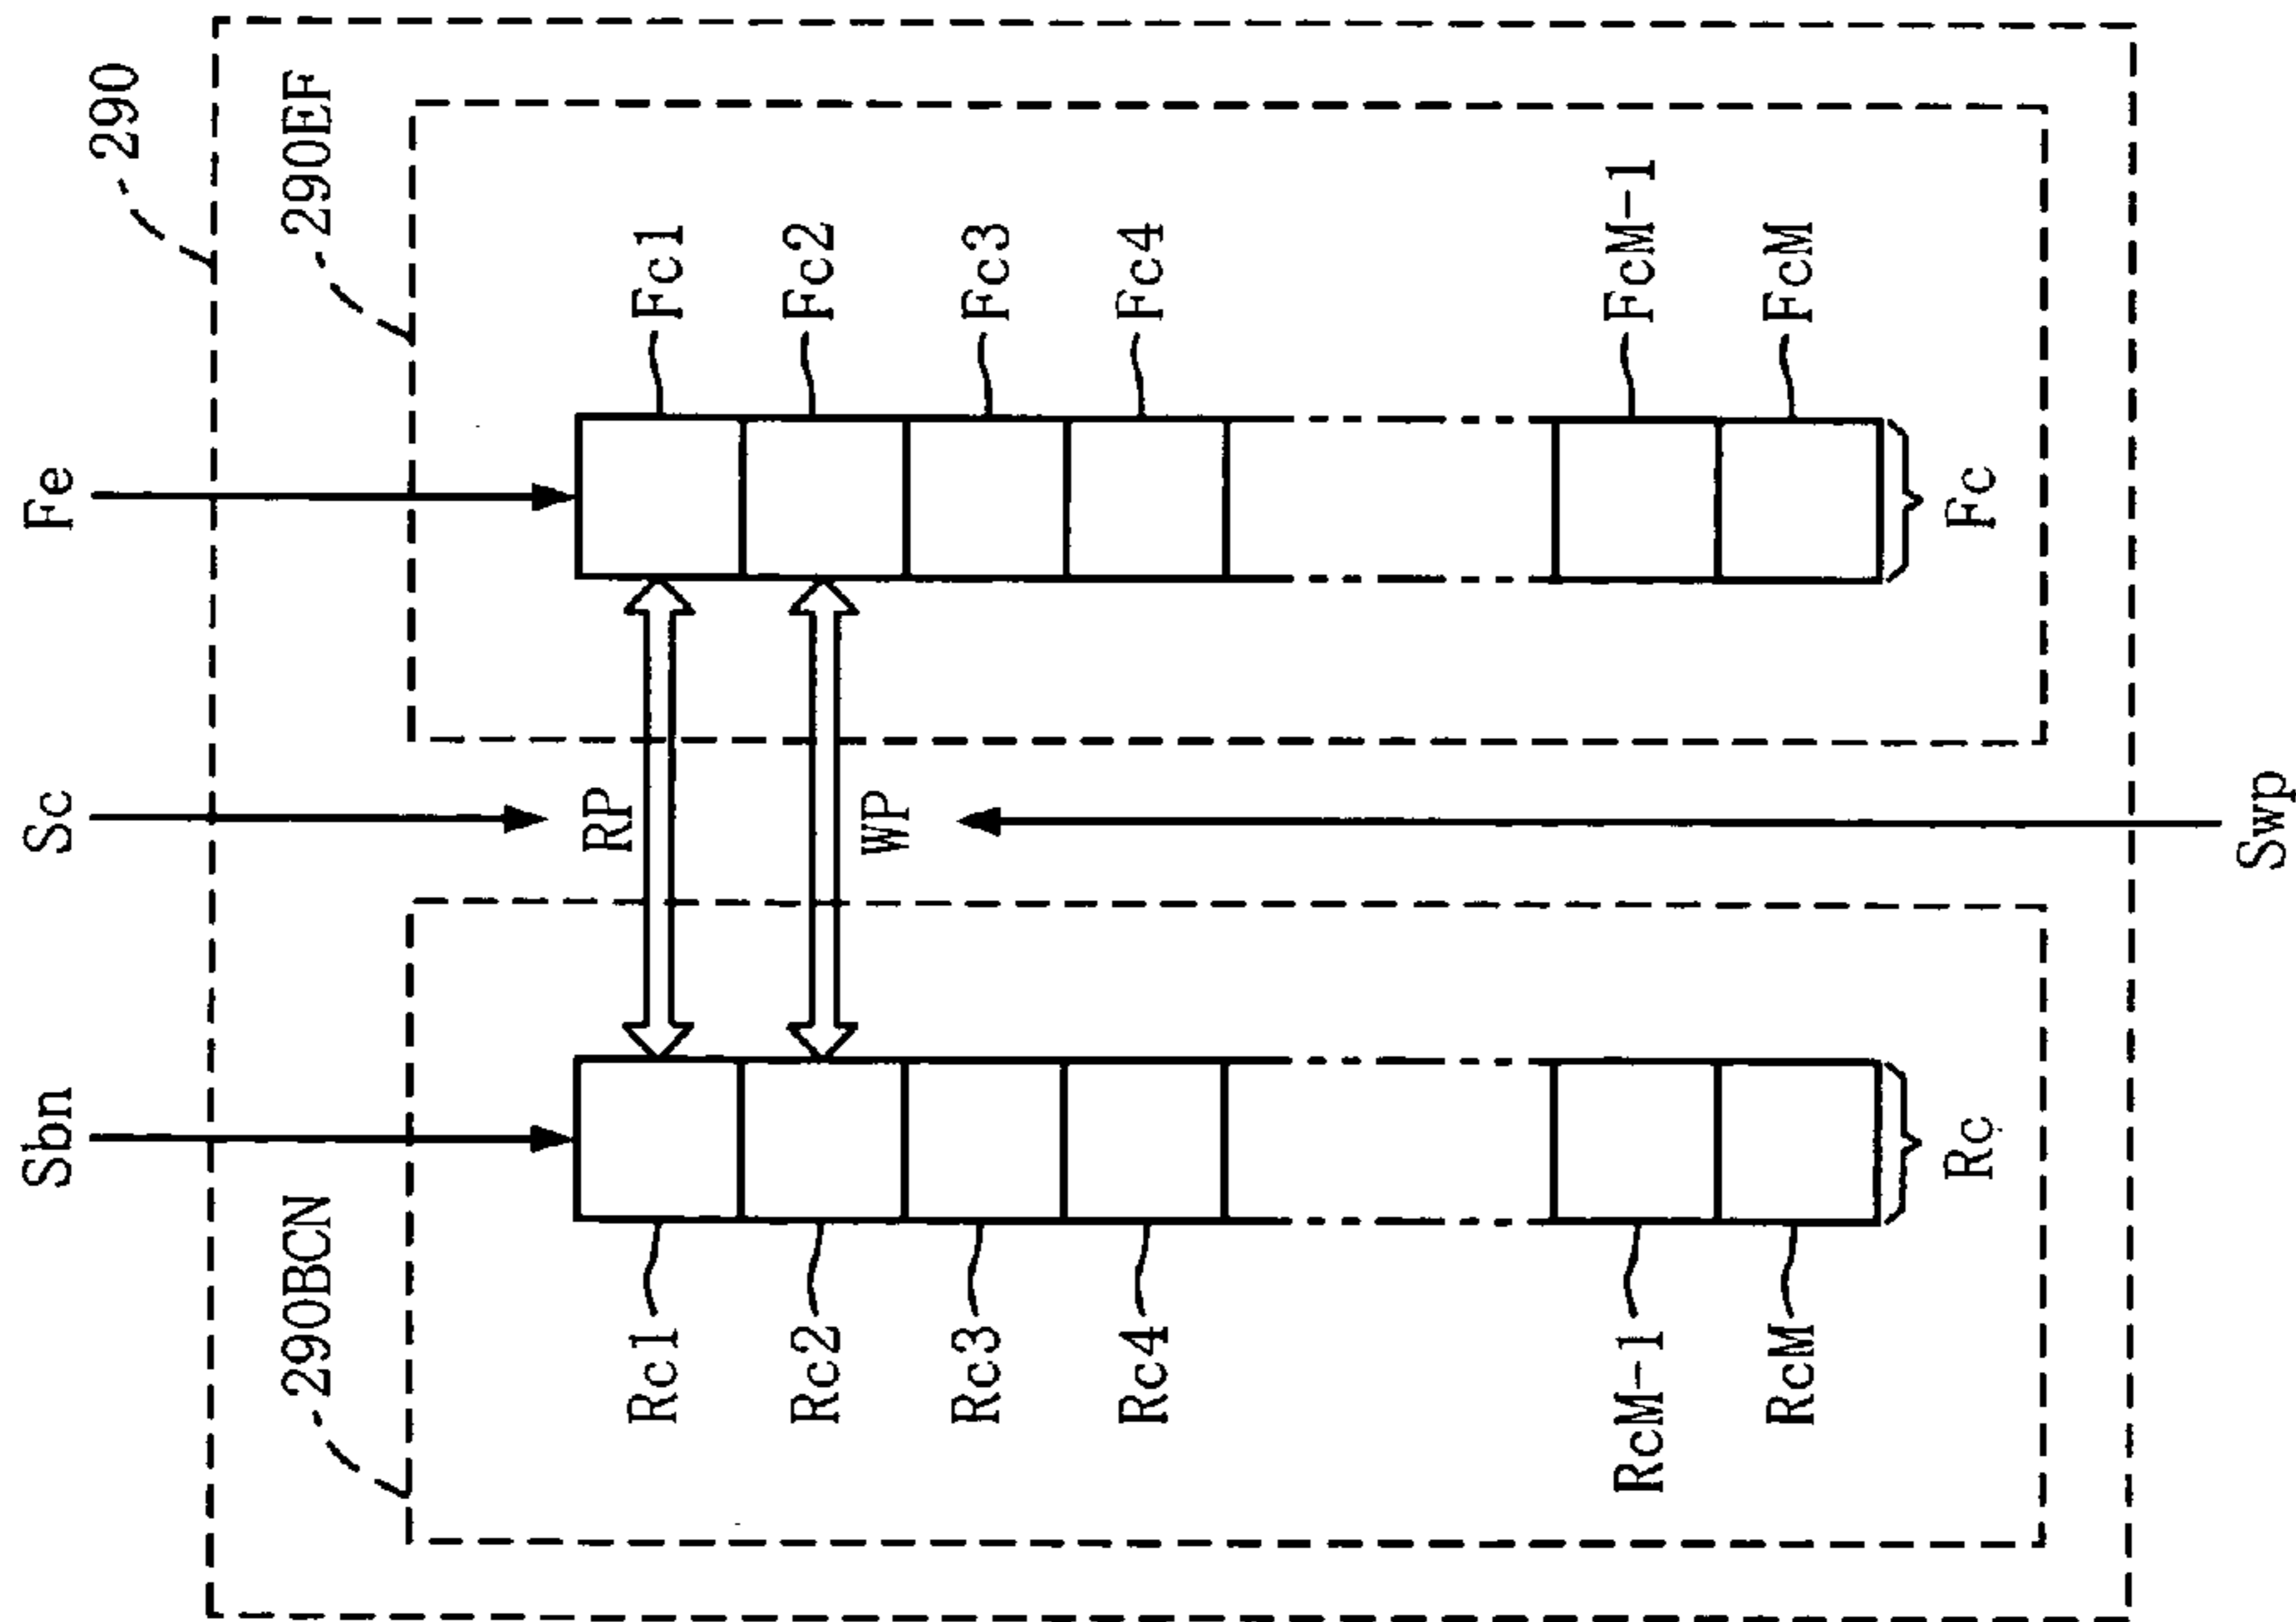 Sbn
Sc
Fe
290
290BCN
290EF
RP
Rc1
Fc1
Rc2
Fc2
WP
Rc3
Fc3
Rc4
Fc4
RcM-1
FcM-1
RcM
FcM
Rc
Fc
Swp